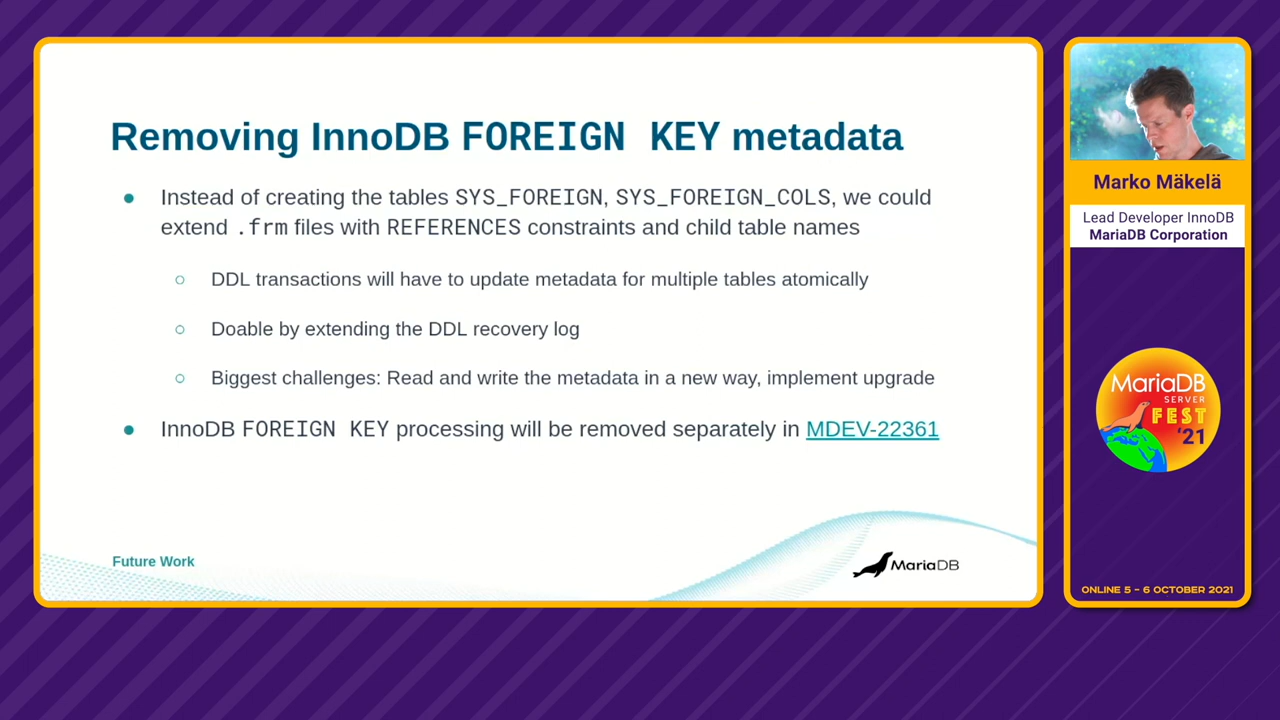 Removing InnoDB FOREIGN KEY metadata
● Instead of creating the tables SYS_FOREIGN, SYS_FOREIGN_COLS, we could
extend .frm files with REFERENCES constraints and child table names
○ DDL transactions will have to update metadata for multiple tables atomically
○ Doable by extending the DDL recovery log
○ Biggest challenges: Read and write the metadata in a new way, implement upgrade
● InnoDB FOREIGN KEY processing will be removed separately in MDEV-22361
Future Work
MariaDB
Marko Mäkelä
Lead Developer InnoDB
MariaDB Corporation
MariaDB
SERVER
FEST
'21
ONLINE 5 - 6 OCTOBER 2021